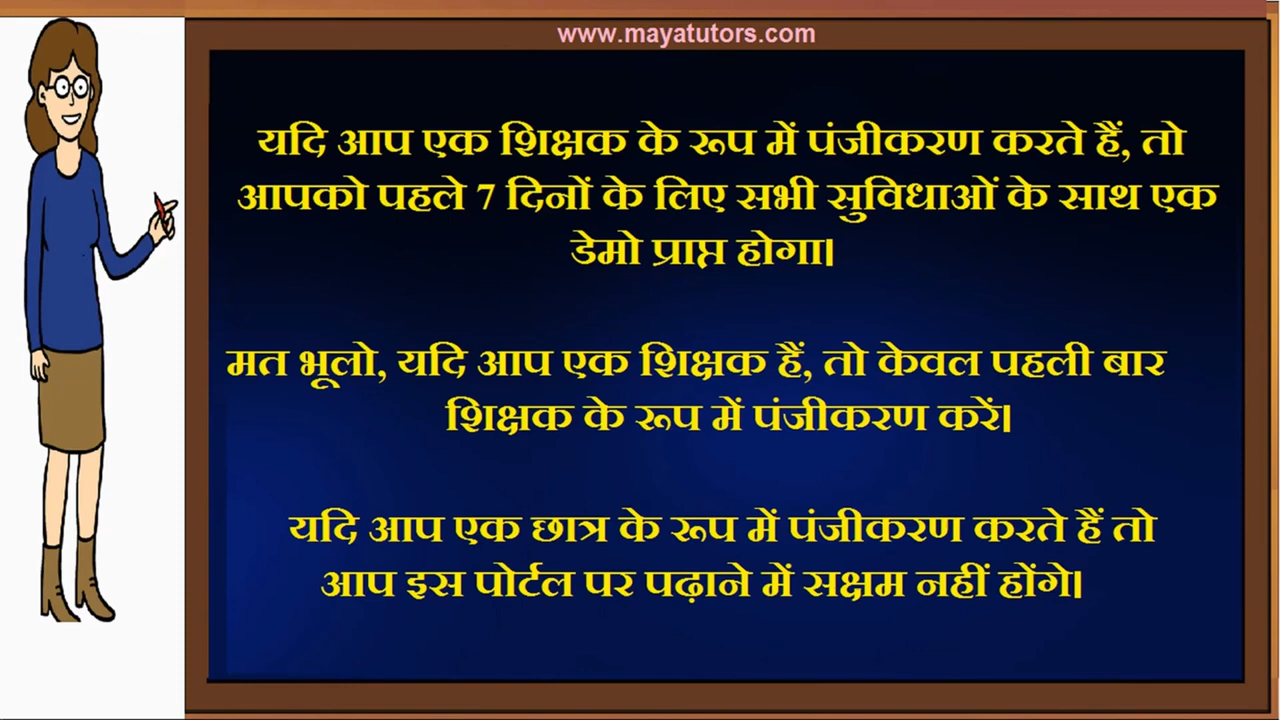 www.mayatutors.com
यदि आप एक शिक्षक के रूप में पंजीकरण करते हैं, तो
आपको पहले 7 दिनों के लिए सभी सुविधाओं के साथ एक
डेमो प्राप्त होगा।
मत भूलो, यदि आप एक शिक्षक हैं, तो केवल पहली बार
शिक्षक के रूप में पंजीकरण करें।
यदि आप एक छात्र के रूप में पंजीकरण करते हैं तो
आप इस पोर्टल पर पढ़ाने में सक्षम नहीं होंगे।